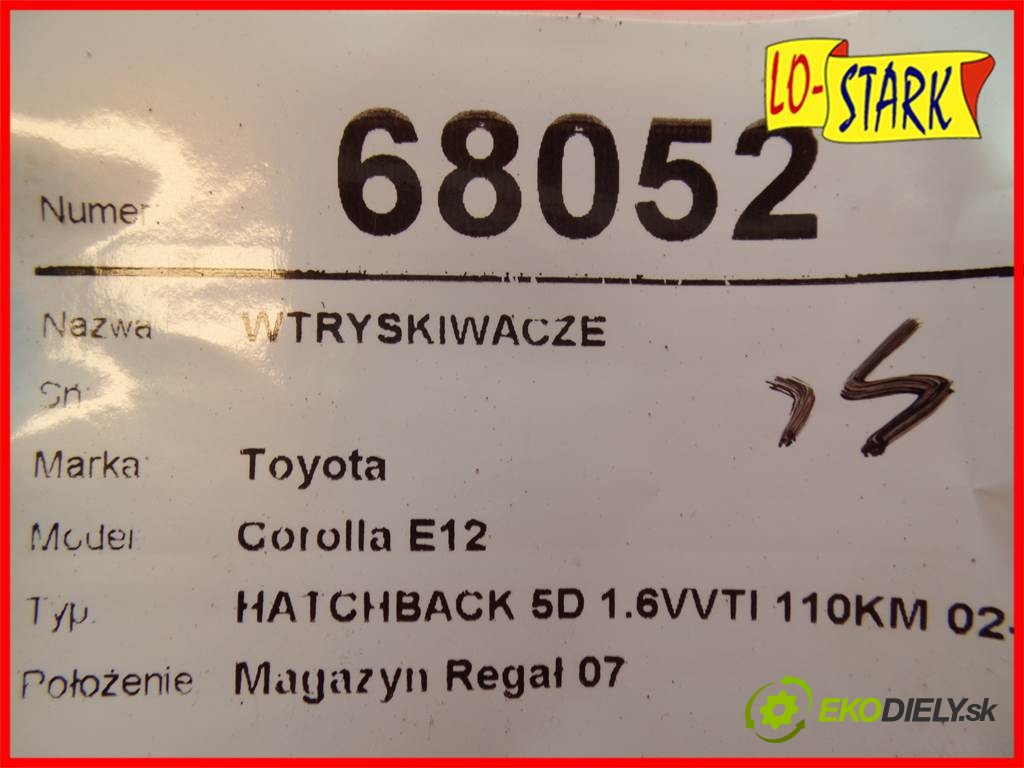 LO-STARK
Numer 68052
Nazwa WTRYSKIWACZE
Sn:
Marka: Toyota
Model Corolla E12
Typ. HATCHBACK 5D 1.6VVTI 110KM 02-
Położenie Magazyn Regał 07
EKODIELY.sk